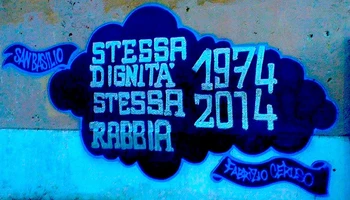 SAN BASILIO
STESSA 1974
DIGNITA'
STESSA 2014
RABBIA
FABRIZIO CERUSO